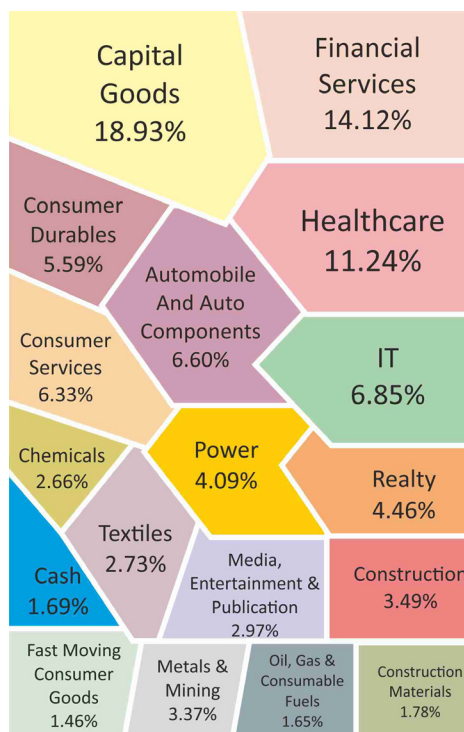 Capital
Goods
18.93%
Financial
Services
14.12%
Consumer
Durables
5.59%
Automobile
And Auto
Components
6.60%
Healthcare
11.24%
Consumer
Services
6.33%
IT
6.85%
Chemicals
2.66%
Power
4.09%
Realty
4.46%
Textiles
2.73%
Cash
1.69%
Media,
Entertainment &
Publication
2.97%
Construction
3.49%
Fast Moving
Consumer
Goods
1.46%
Metals &
Mining
3.37%
Oil, Gas &
Consumable
Fuels
1.65%
Construction
Materials
1.78%